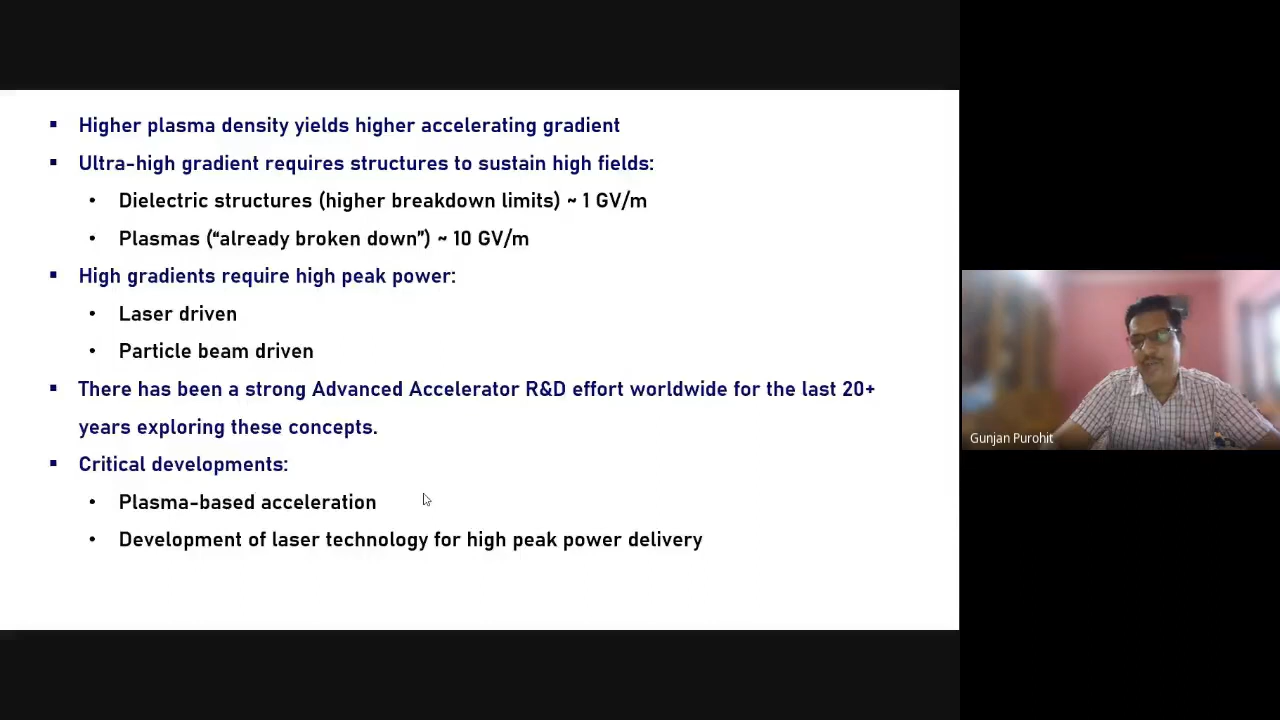 ▪ Higher plasma density yields higher accelerating gradient
▪ Ultra-high gradient requires structures to sustain high fields:
• Dielectric structures (higher breakdown limits) ~ 1 GV/m
• Plasmas (“already broken down”) ~ 10 GV/m
▪ High gradients require high peak power:
• Laser driven
• Particle beam driven
▪ There has been a strong Advanced Accelerator R&D effort worldwide for the last 20+
years exploring these concepts.
▪ Critical developments:
• Plasma-based acceleration
• Development of laser technology for high peak power delivery
Gunjan Purohit